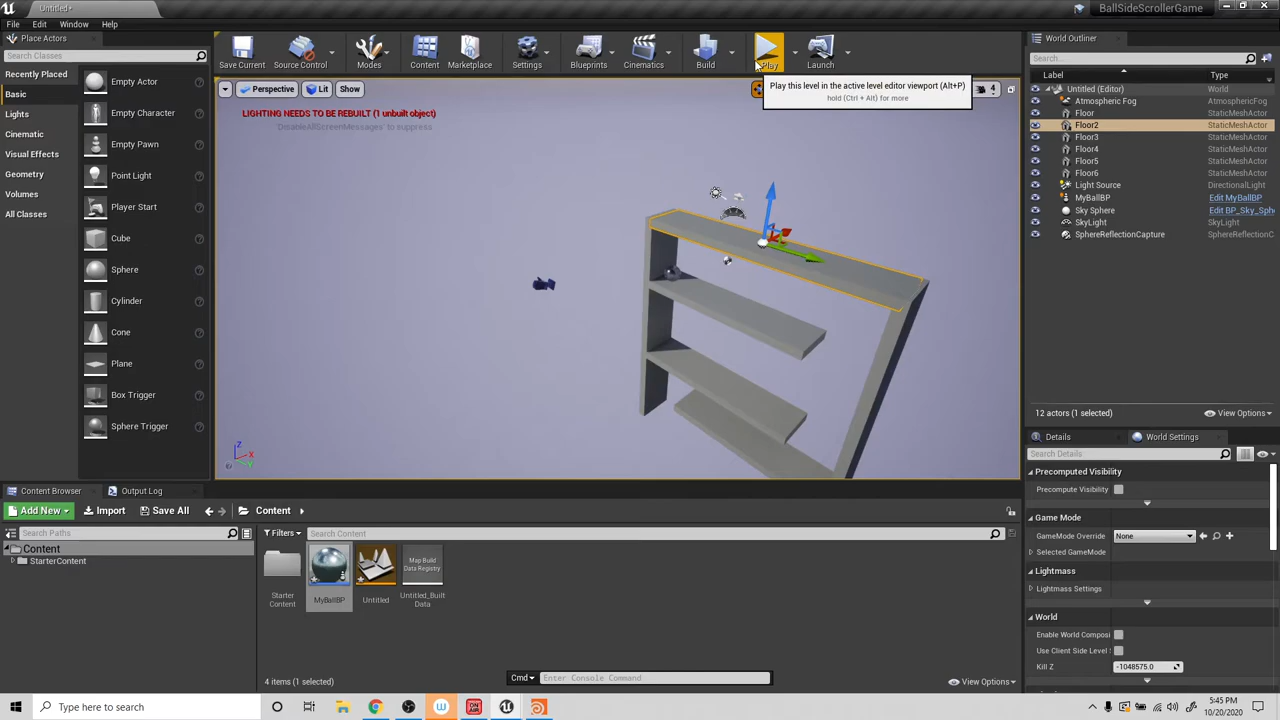 Untitled*
BallSideScrollerGame
File Edit Window Help
Place Actors
Search Classes
Recently Placed
Basic
Lights
Cinematic
Visual Effects
Geometry
Volumes
All Classes
Empty Actor
Empty Character
Empty Pawn
Point Light
Player Start
Cube
Sphere
Cylinder
Cone
Plane
Box Trigger
Sphere Trigger
Save Current Source Control Modes Content Marketplace Settings Blueprints Cinematics Build Play Launch
Perspective Lit Show
4
Play this level in the active level editor viewport (Alt+P)
hold (Ctrl + Alt) for more
LIGHTING NEEDS TO BE REBUILT (1 unbuilt object)
'DisableAllScreenMessages' to suppress
Z
X
Y
World Outliner
Search...
Label Type
Untitled (Editor) World
Atmospheric Fog AtmosphericFog
Floor StaticMeshActor
Floor2 StaticMeshActor
Floor3 StaticMeshActor
Floor4 StaticMeshActor
Floor5 StaticMeshActor
Floor6 StaticMeshActor
Light Source DirectionalLight
MyBallBP Edit MyBallBP
Sky Sphere Edit BP_Sky_Sph
SkyLight SkyLight
SphereReflectionCapture SphereReflectionC
12 actors (1 selected) View Options
Details World Settings
Search Details
Precomputed Visibility
Precompute Visibility
Game Mode
GameMode Override None
Selected GameMode
Lightmass
Lightmass Settings
World
Enable World Composi
Use Client Side Level S
Kill Z -1048575.0
Content Browser Output Log
Add New Import Save All Content
Search Paths
Content
StarterContent
Filters Search Content
Starter
Content
MyBallBP
Untitled
Map Build
Data Registry
Untitled_Built
Data
4 items (1 selected)
Cmd Enter Console Command
View Options
Type here to search
5:45 PM
10/20/2020